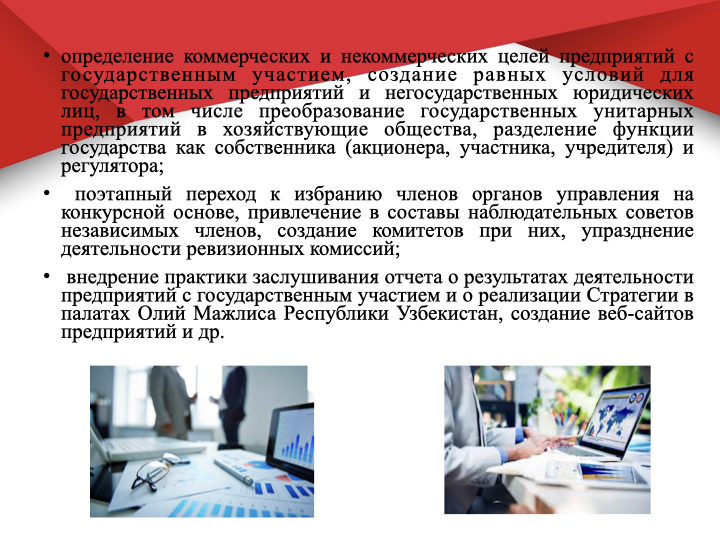 • определение коммерческих и некоммерческих целей предприятий с
государственным участием, создание равных условий для
государственных предприятий и негосударственных юридических
лиц, в том числе преобразование государственных унитарных
предприятий в хозяйствующие общества, разделение функции
государства как собственника (акционера, участника, учредителя) и
регулятора;
• поэтапный переход к избранию членов органов управления на
конкурсной основе, привлечение в составы наблюдательных советов
независимых членов, создание комитетов при них, упразднение
деятельности ревизионных комиссий;
• внедрение практики заслушивания отчета о результатах деятельности
предприятий с государственным участием и о реализации Стратегии в
палатах Олий Мажлиса Республики Узбекистан, создание веб-сайтов
предприятий и др.